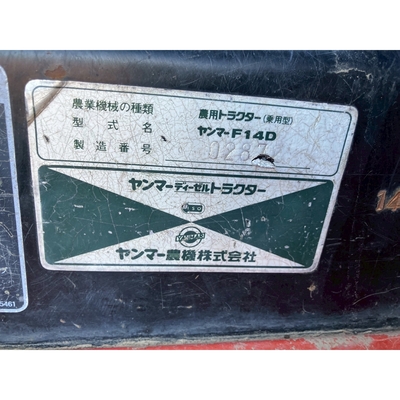 農業機械の種類 農用トラクター(乗用型)
型式名 ヤンマーF14D
製造番号 0287
ヤンマーディーゼルトラクター
ヤンマー農機株式会社
14
5461